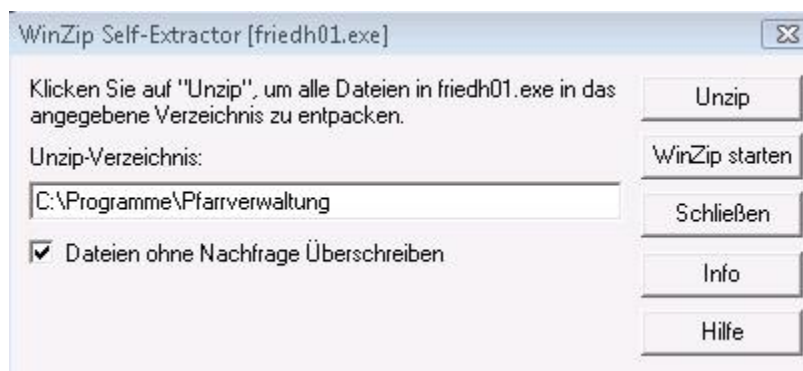 WinZip Self-Extractor [friedh01.exe]
Klicken Sie auf "Unzip", um alle Dateien in friedh01.exe in das
angegebene Verzeichnis zu entpacken.
Unzip-Verzeichnis:
C:\Programme\Pfarrverwaltung
Dateien ohne Nachfrage Überschreiben
Unzip
WinZip starten
Schließen
Info
Hilfe